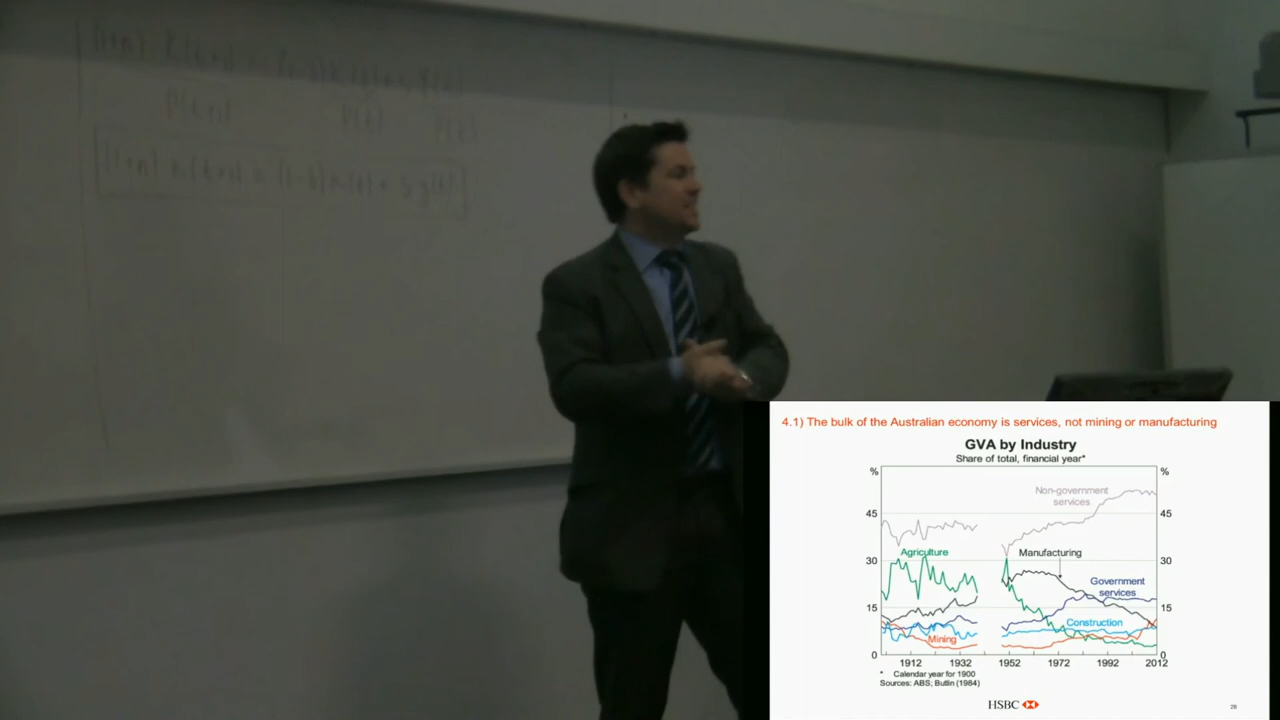 P(t+1) P(t) P(t)
4.1) The bulk of the Australian economy is services, not mining or manufacturing
GVA by Industry
Share of total, financial year*
% %
Non-government
services
45 45
Agriculture
Manufacturing
30 30
Government
services
15 15
Construction
Mining
0 0
1912 1932 1952 1972 1992 2012
* Calendar year for 1900
Sources: ABS; Butlin (1984)
HSBC
28